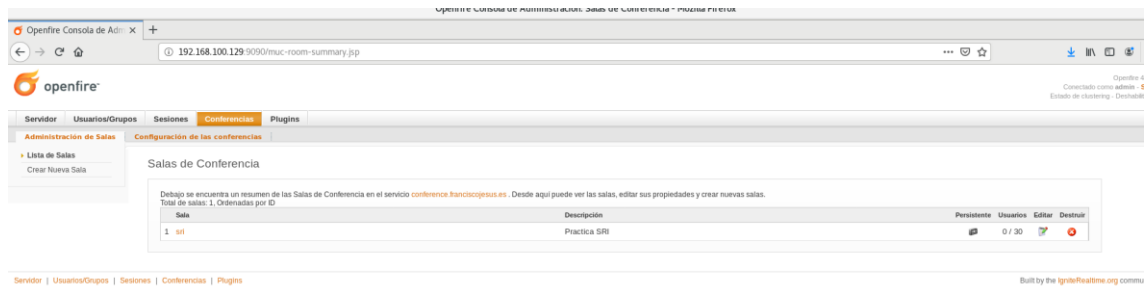 Openfire Consola de Administración: Salas de Conferencia - Mozilla Firefox
Openfire Consola de Adm
192.168.100.129:9090/muc-room-summary.jsp
openfire
Openfire 4
Conectado como admin - S
Estado de clustering - Deshabili
Servidor Usuarios/Grupos Sesiones Conferencias Plugins
Administración de Salas Configuración de las conferencias
Lista de Salas
Crear Nueva Sala
Salas de Conferencia
Debajo se encuentra un resumen de las Salas de Conferencia en el servicio conference.franciscojesus.es . Desde aquí puede ver las salas, editar sus propiedades y crear nuevas salas.
Total de salas: 1, Ordenadas por ID
Sala Descripción Persistente Usuarios Editar Destruir
1 sri Practica SRI 0 / 30
Servidor | Usuarios/Grupos | Sesiones | Conferencias | Plugins
Built by the IgniteRealtime.org commu